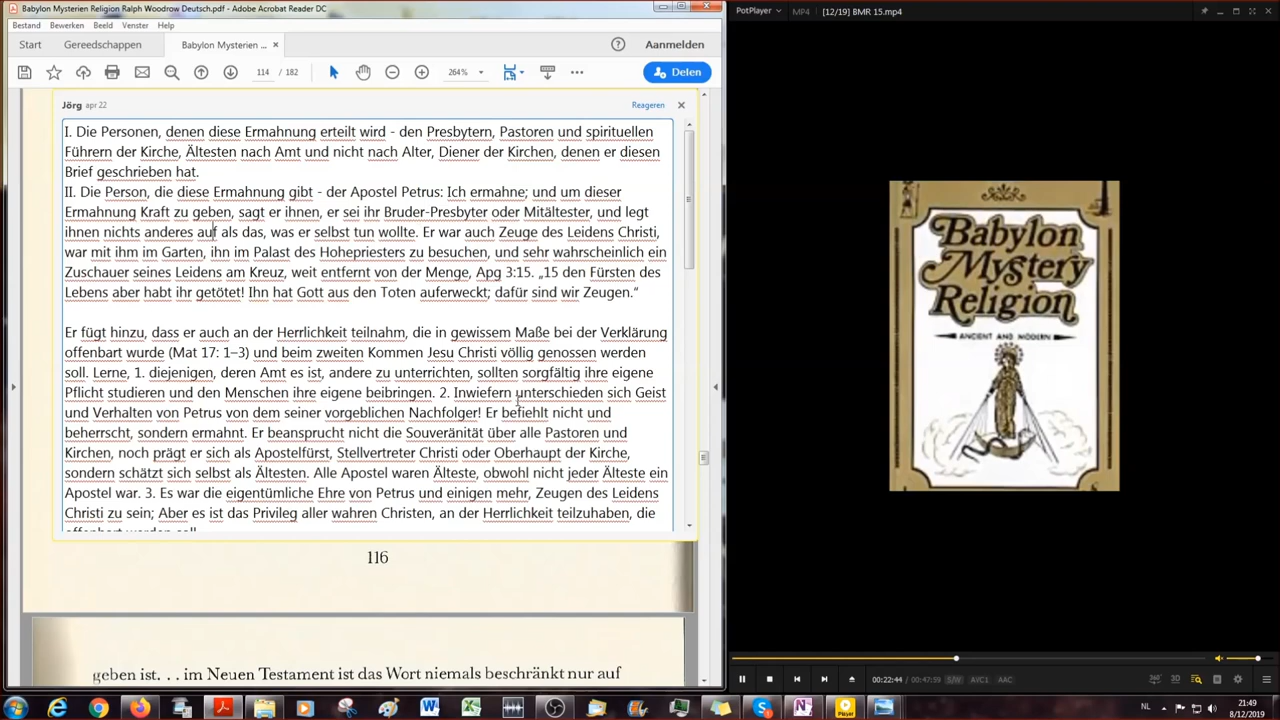 Babylon Mysterien Religion Ralph Woodrow Deutsch.pdf - Adobe Acrobat Reader DC
Bestand Bewerken Beeld Venster Help
Start Gereedschappen Babylon Mysterien ... × Aanmelden
114 / 182 264% Delen
Jörg apr 22 Reageren
I. Die Personen, denen diese Ermahnung erteilt wird - den Presbytern, Pastoren und spirituellen
Führern der Kirche, Ältesten nach Amt und nicht nach Alter, Diener der Kirchen, denen er diesen
Brief geschrieben hat.
II. Die Person, die diese Ermahnung gibt - der Apostel Petrus: Ich ermahne; und um dieser
Ermahnung Kraft zu geben, sagt er ihnen, er sei ihr Bruder-Presbyter oder Mitältester, und legt
ihnen nichts anderes auf als das, was er selbst tun wollte. Er war auch Zeuge des Leidens Christi,
war mit ihm im Garten, ihn im Palast des Hohepriesters zu besuchen, und sehr wahrscheinlich ein
Zuschauer seines Leidens am Kreuz, weit entfernt von der Menge, Apg 3:15. „15 den Fürsten des
Lebens aber habt ihr getötet! Ihn hat Gott aus den Toten auferweckt; dafür sind wir Zeugen.“
Er fügt hinzu, dass er auch an der Herrlichkeit teilnahm, die in gewissem Maße bei der Verklärung
offenbart wurde (Mat 17: 1–3) und beim zweiten Kommen Jesu Christi völlig genossen werden
soll. Lerne, 1. diejenigen, deren Amt es ist, andere zu unterrichten, sollten sorgfältig ihre eigene
Pflicht studieren und den Menschen ihre eigene beibringen. 2. Inwiefern unterschieden sich Geist
und Verhalten von Petrus von dem seiner vorgeblichen Nachfolger! Er befiehlt nicht und
beherrscht, sondern ermahnt. Er beansprucht nicht die Souveränität über alle Pastoren und
Kirchen, noch prägt er sich als Apostelfürst, Stellvertreter Christi oder Oberhaupt der Kirche,
sondern schätzt sich selbst als Ältesten. Alle Apostel waren Älteste, obwohl nicht jeder Älteste ein
Apostel war. 3. Es war die eigentümliche Ehre von Petrus und einigen mehr, Zeugen des Leidens
Christi zu sein; Aber es ist das Privileg aller wahren Christen, an der Herrlichkeit teilzuhaben, die
offenbart werden soll.
116
geben ist. . . im Neuen Testament ist das Wort niemals beschränkt nur auf
PotPlayer MP4 [12/19] BMR 15.mp4
Babylon
Mystery
Religion
ANCIENT AND MODERN
00:22:44 / 00:47:59 S/W AVC1 AAC
360° 3D
NL 21:49
8/12/2019